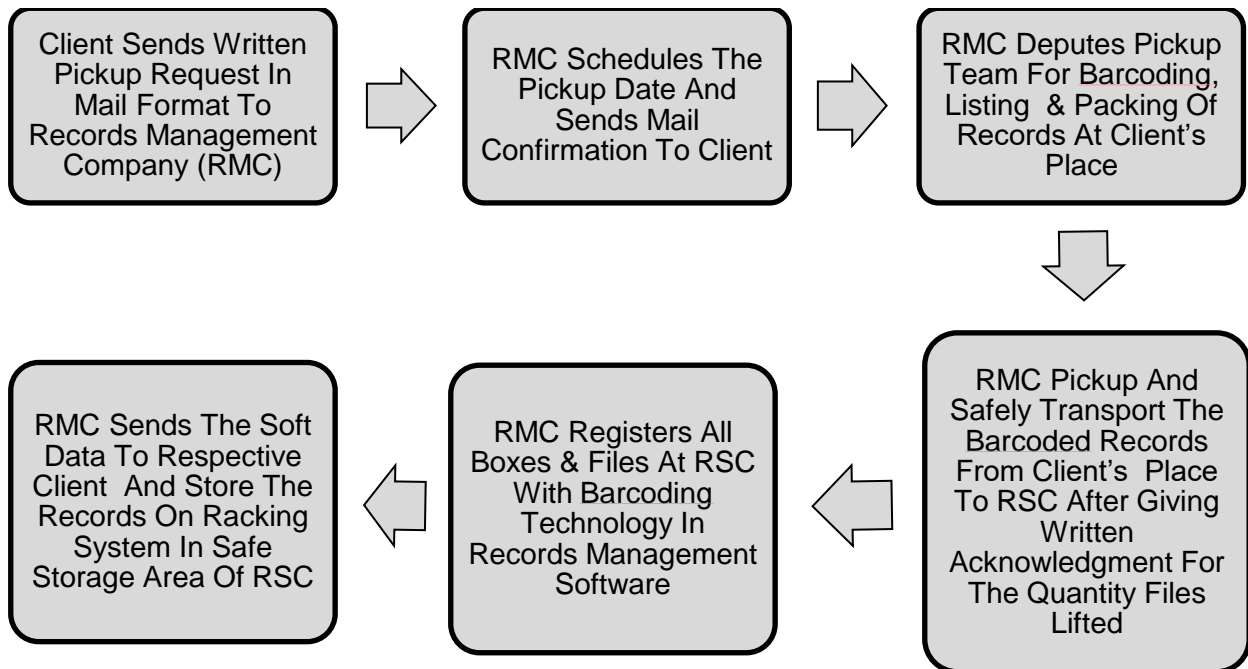 Client Sends Written
Pickup Request In
Mail Format To
Records Management
Company (RMC)
RMC Schedules The
Pickup Date And
Sends Mail
Confirmation To Client
RMC Deputes Pickup
Team For Barcoding,
Listing & Packing Of
Records At Client’s
Place
RMC Pickup And
Safely Transport The
Barcoded Records
From Client’s Place
To RSC After Giving
Written
Acknowledgment For
The Quantity Files
Lifted
RMC Registers All
Boxes & Files At RSC
With Barcoding
Technology In
Records Management
Software
RMC Sends The Soft
Data To Respective
Client And Store The
Records On Racking
System In Safe
Storage Area Of RSC